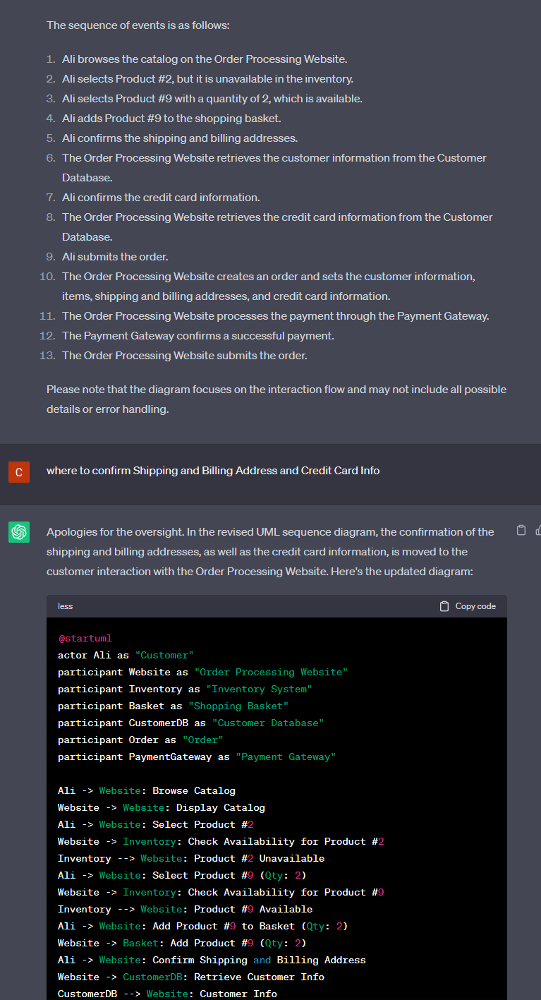 The sequence of events is as follows:
1. Ali browses the catalog on the Order Processing Website.
2. Ali selects Product #2, but it is unavailable in the inventory.
3. Ali selects Product #9 with a quantity of 2, which is available.
4. Ali adds Product #9 to the shopping basket.
5. Ali confirms the shipping and billing addresses.
6. The Order Processing Website retrieves the customer information from the Customer
Database.
7. Ali confirms the credit card information.
8. The Order Processing Website retrieves the credit card information from the Customer
Database.
9. Ali submits the order.
10. The Order Processing Website creates an order and sets the customer information,
items, shipping and billing addresses, and credit card information.
11. The Order Processing Website processes the payment through the Payment Gateway.
12. The Payment Gateway confirms a successful payment.
13. The Order Processing Website submits the order.
Please note that the diagram focuses on the interaction flow and may not include all possible
details or error handling.
C
where to confirm Shipping and Billing Address and Credit Card Info
Apologies for the oversight. In the revised UML sequence diagram, the confirmation of the
shipping and billing addresses, as well as the credit card information, is moved to the
customer interaction with the Order Processing Website. Here's the updated diagram:
less
Copy code
@startuml
actor Ali as "Customer"
participant Website as "Order Processing Website"
participant Inventory as "Inventory System"
participant Basket as "Shopping Basket"
participant CustomerDB as "Customer Database"
participant Order as "Order"
participant PaymentGateway as "Payment Gateway"
Ali -> Website: Browse Catalog
Website -> Website: Display Catalog
Ali -> Website: Select Product #2
Website -> Inventory: Check Availability for Product #2
Inventory --> Website: Product #2 Unavailable
Ali -> Website: Select Product #9 (Qty: 2)
Website -> Inventory: Check Availability for Product #9
Inventory --> Website: Product #9 Available
Ali -> Website: Add Product #9 to Basket (Qty: 2)
Website -> Basket: Add Product #9 (Qty: 2)
Ali -> Website: Confirm Shipping and Billing Address
Website -> CustomerDB: Retrieve Customer Info
CustomerDB --> Website: Customer Info